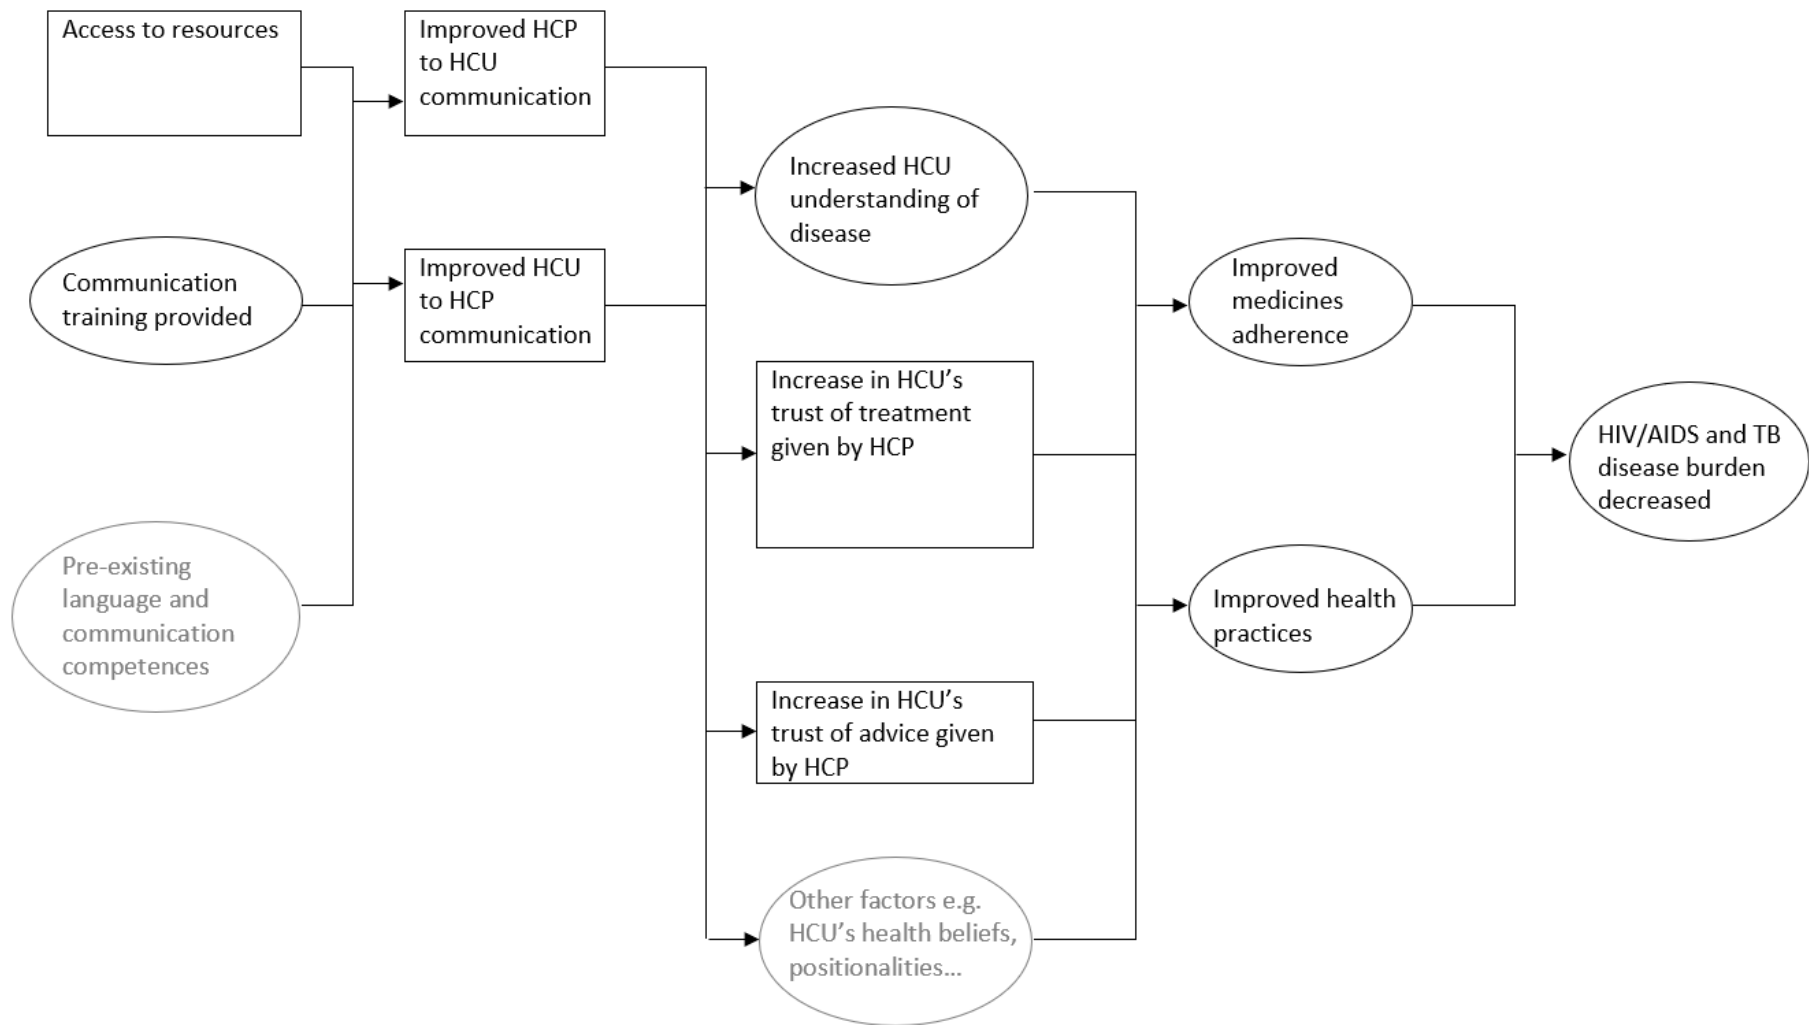 Access to resources
Improved HCP
to HCU
communication
Communication
training provided
Improved HCU
to HCP
communication
Pre-existing
language and
communication
competences
Increased HCU
understanding of
disease
Increase in HCU’s
trust of treatment
given by HCP
Increase in HCU’s
trust of advice given
by HCP
Other factors e.g.
HCU’s health beliefs,
positionalities...
Improved
medicines
adherence
Improved health
practices
HIV/AIDS and TB
disease burden
decreased